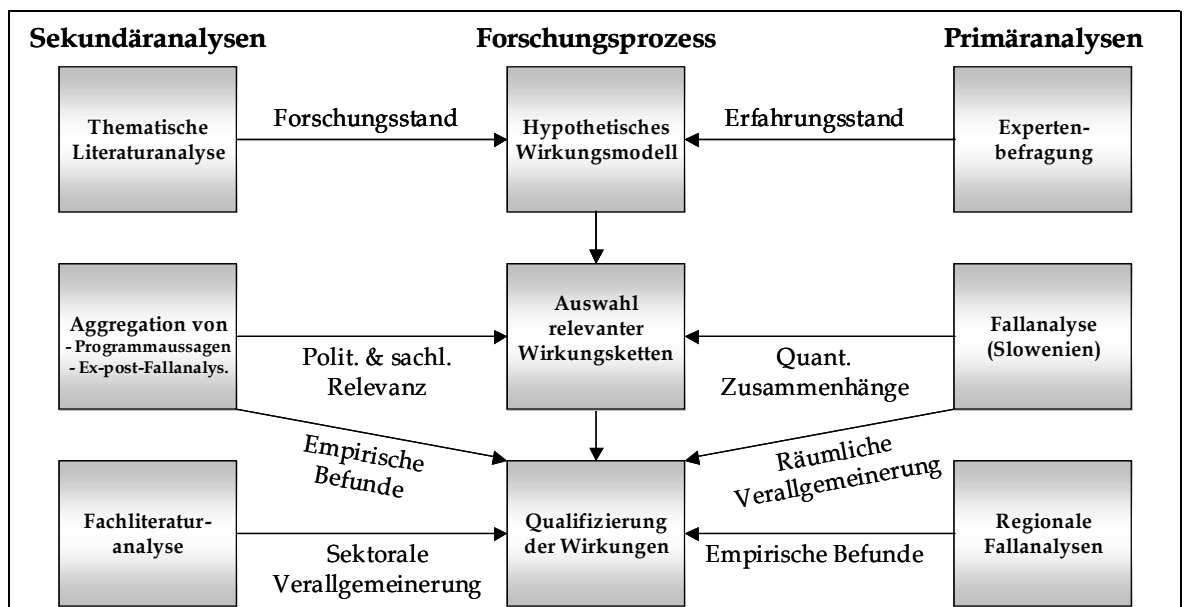 Sekundäranalysen
Forschungsprozess
Primäranalysen
Thematische
Literaturanalyse
Forschungsstand
Hypothetisches
Wirkungsmodell
Erfahrungsstand
Experten-
befragung
Aggregation von
- Programmaussagen
- Ex-post-Fallanalys.
Polit. & sachl.
Relevanz
Auswahl
relevanter
Wirkungsketten
Quant.
Zusammenhänge
Fallanalyse
(Slowenien)
Empirische
Befunde
Räumliche
Verallgemeinerung
Fachliteratur-
analyse
Sektorale
Verallgemeinerung
Qualifizierung
der Wirkungen
Empirische Befunde
Regionale
Fallanalysen